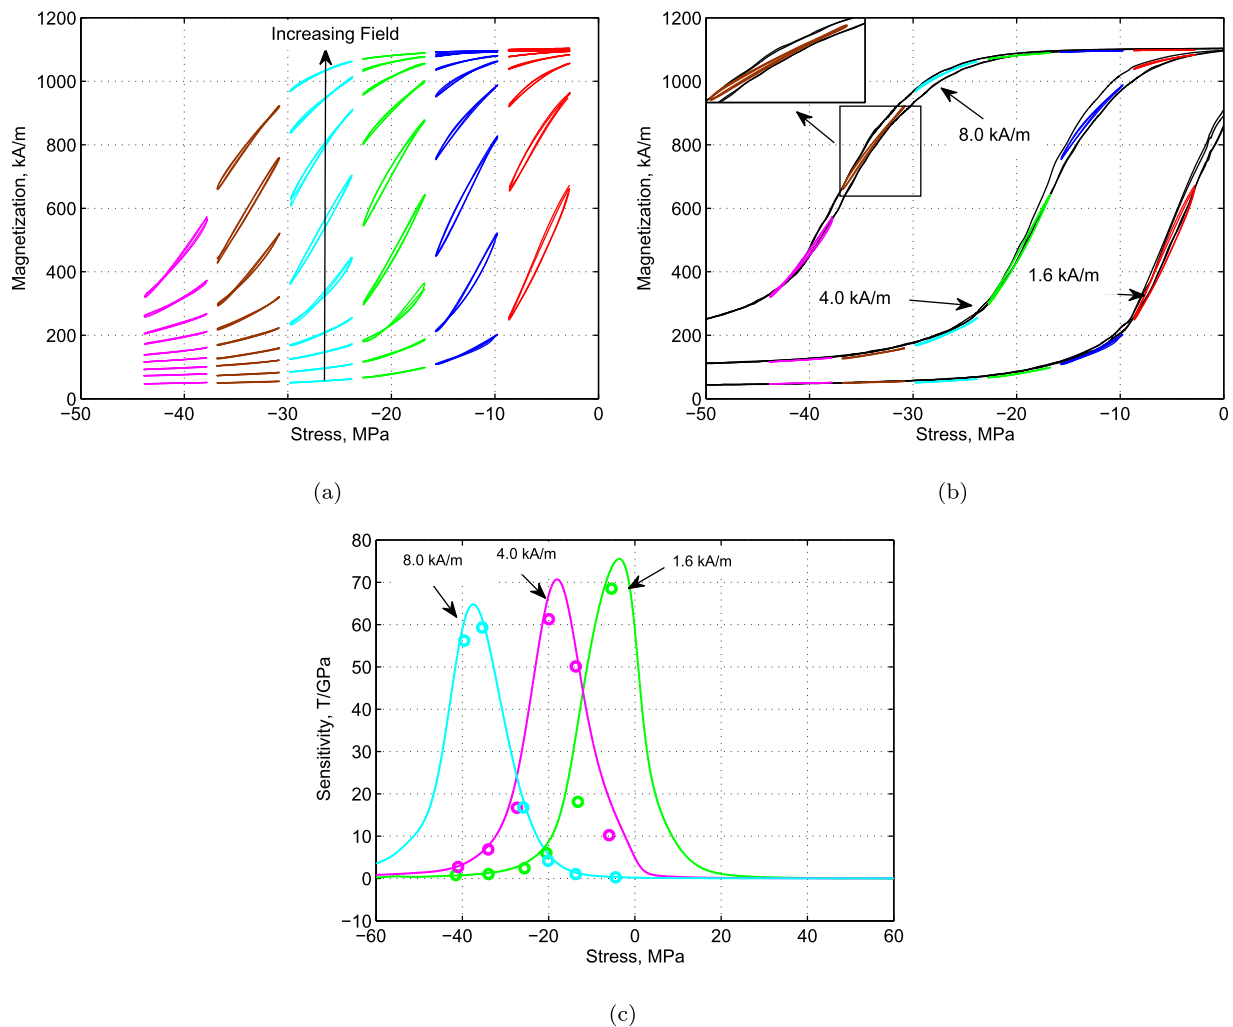 Increasing Field
Magnetization, kA/m
1200
1000
800
600
400
200
0
−50
−40
−30
−20
−10
0
Stress, MPa
(a)
Magnetization, kA/m
1200
1000
800
600
400
200
0
8.0 kA/m
4.0 kA/m
1.6 kA/m
−50
−40
−30
−20
−10
0
Stress, MPa
(b)
Sensitivity, T/GPa
80
70
60
50
40
30
20
10
0
−10
8.0 kA/m
4.0 kA/m
1.6 kA/m
−60
−40
−20
0
20
40
60
Stress, MPa
(c)